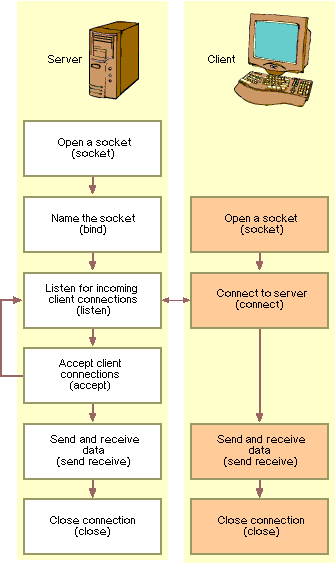 Server
Client
Open a socket
(socket)
Name the socket
(bind)
Open a socket
(socket)
Listen for incoming
client connections
(listen)
Connect to server
(connect)
Accept client
connections
(accept)
Send and receive
data
(send receive)
Send and receive
data
(send receive)
Close connection
(close)
Close connection
(close)